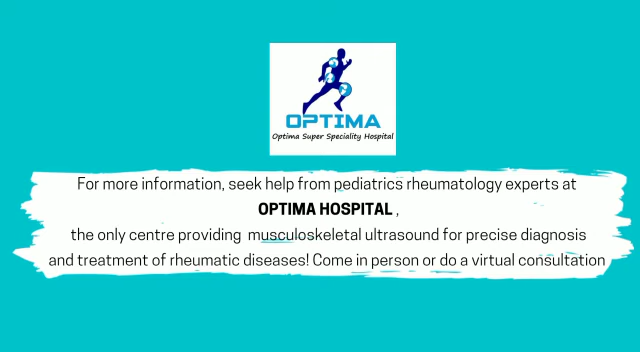 OPTIMA
Optima Super Speciality Hospital
For more information, seek help from pediatrics rheumatology experts at
OPTIMA HOSPITAL ,
the only centre providing musculoskeletal ultrasound for precise diagnosis
and treatment of rheumatic diseases! Come in person or do a virtual consultation